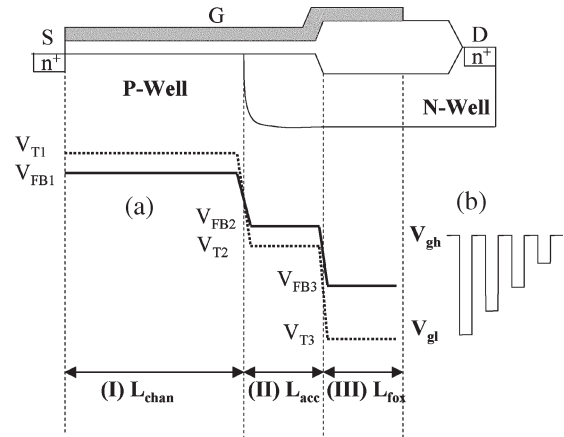 G
S
D
n+
n+
P-Well
N-Well
VT1
VFB1
(a)
(b)
VFB2
VT2
Vgh
VFB3
VT3
Vgl
(I) Lchan
(II) Lacc
(III) Lfox